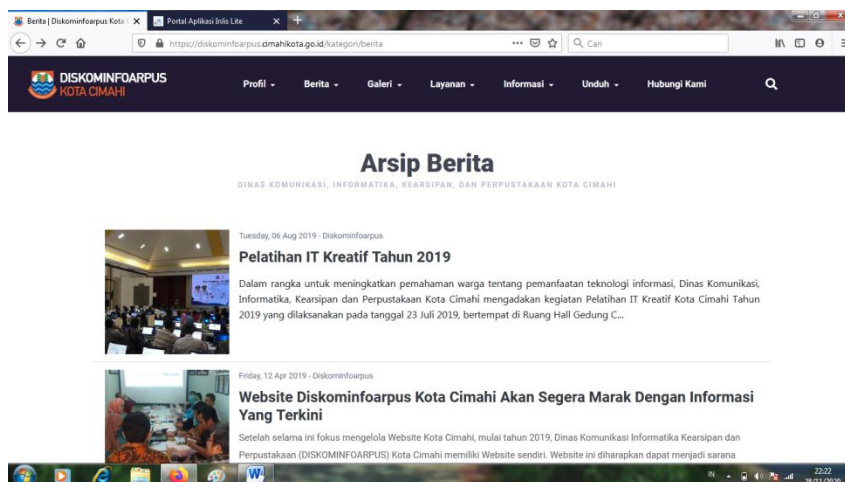 Berita | Diskominfoarpus Kota
Portal Aplikasi Inlis Lite
https://diskominfoarpus.cimahikota.go.id/kategori/berita
Cari
DISKOMINFOARPUS
KOTA CIMAHI
Profil
Berita
Galeri
Layanan
Informasi
Unduh
Hubungi Kami
Arsip Berita
DINAS KOMUNIKASI, INFORMATIKA, KEARSIPAN, DAN PERPUSTAKAAN KOTA CIMAHI
Tuesday, 06 Aug 2019 - Diskominfoarpus
Pelatihan IT Kreatif Tahun 2019
Dalam rangka untuk meningkatkan pemahaman warga tentang pemanfaatan teknologi informasi, Dinas Komunikasi,
Informatika, Kearsipan dan Perpustakaan Kota Cimahi mengadakan kegiatan Pelatihan IT Kreatif Kota Cimahi Tahun
2019 yang dilaksanakan pada tanggal 23 Juli 2019, bertempat di Ruang Hall Gedung C...
Friday, 12 Apr 2019 - Diskominfoarpus
Website Diskominfoarpus Kota Cimahi Akan Segera Marak Dengan Informasi
Yang Terkini
Setelah selama ini fokus mengelola Website Kota Cimahi, mulai tahun 2019, Dinas Komunikasi Informatika Kearsipan dan
Perpustakaan (DISKOMINFOARPUS) Kota Cimahi memiliki Website sendiri. Website ini diharapkan dapat menjadi sarana
IN
22:22
28/11/2020